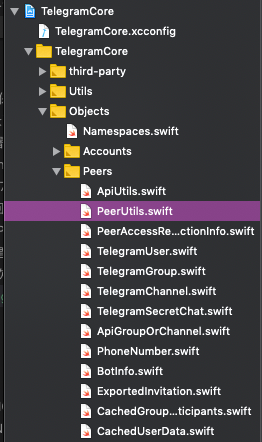 TelegramCore
TelegramCore.xcconfig
TelegramCore
third-party
Utils
Objects
Namespaces.swift
Accounts
Peers
ApiUtils.swift
PeerUtils.swift
PeerAccessRe...ctionInfo.swift
TelegramUser.swift
TelegramGroup.swift
TelegramChannel.swift
TelegramSecretChat.swift
ApiGroupOrChannel.swift
PhoneNumber.swift
BotInfo.swift
ExportedInvitation.swift
CachedGroup...ticipants.swift
CachedUserData.swift